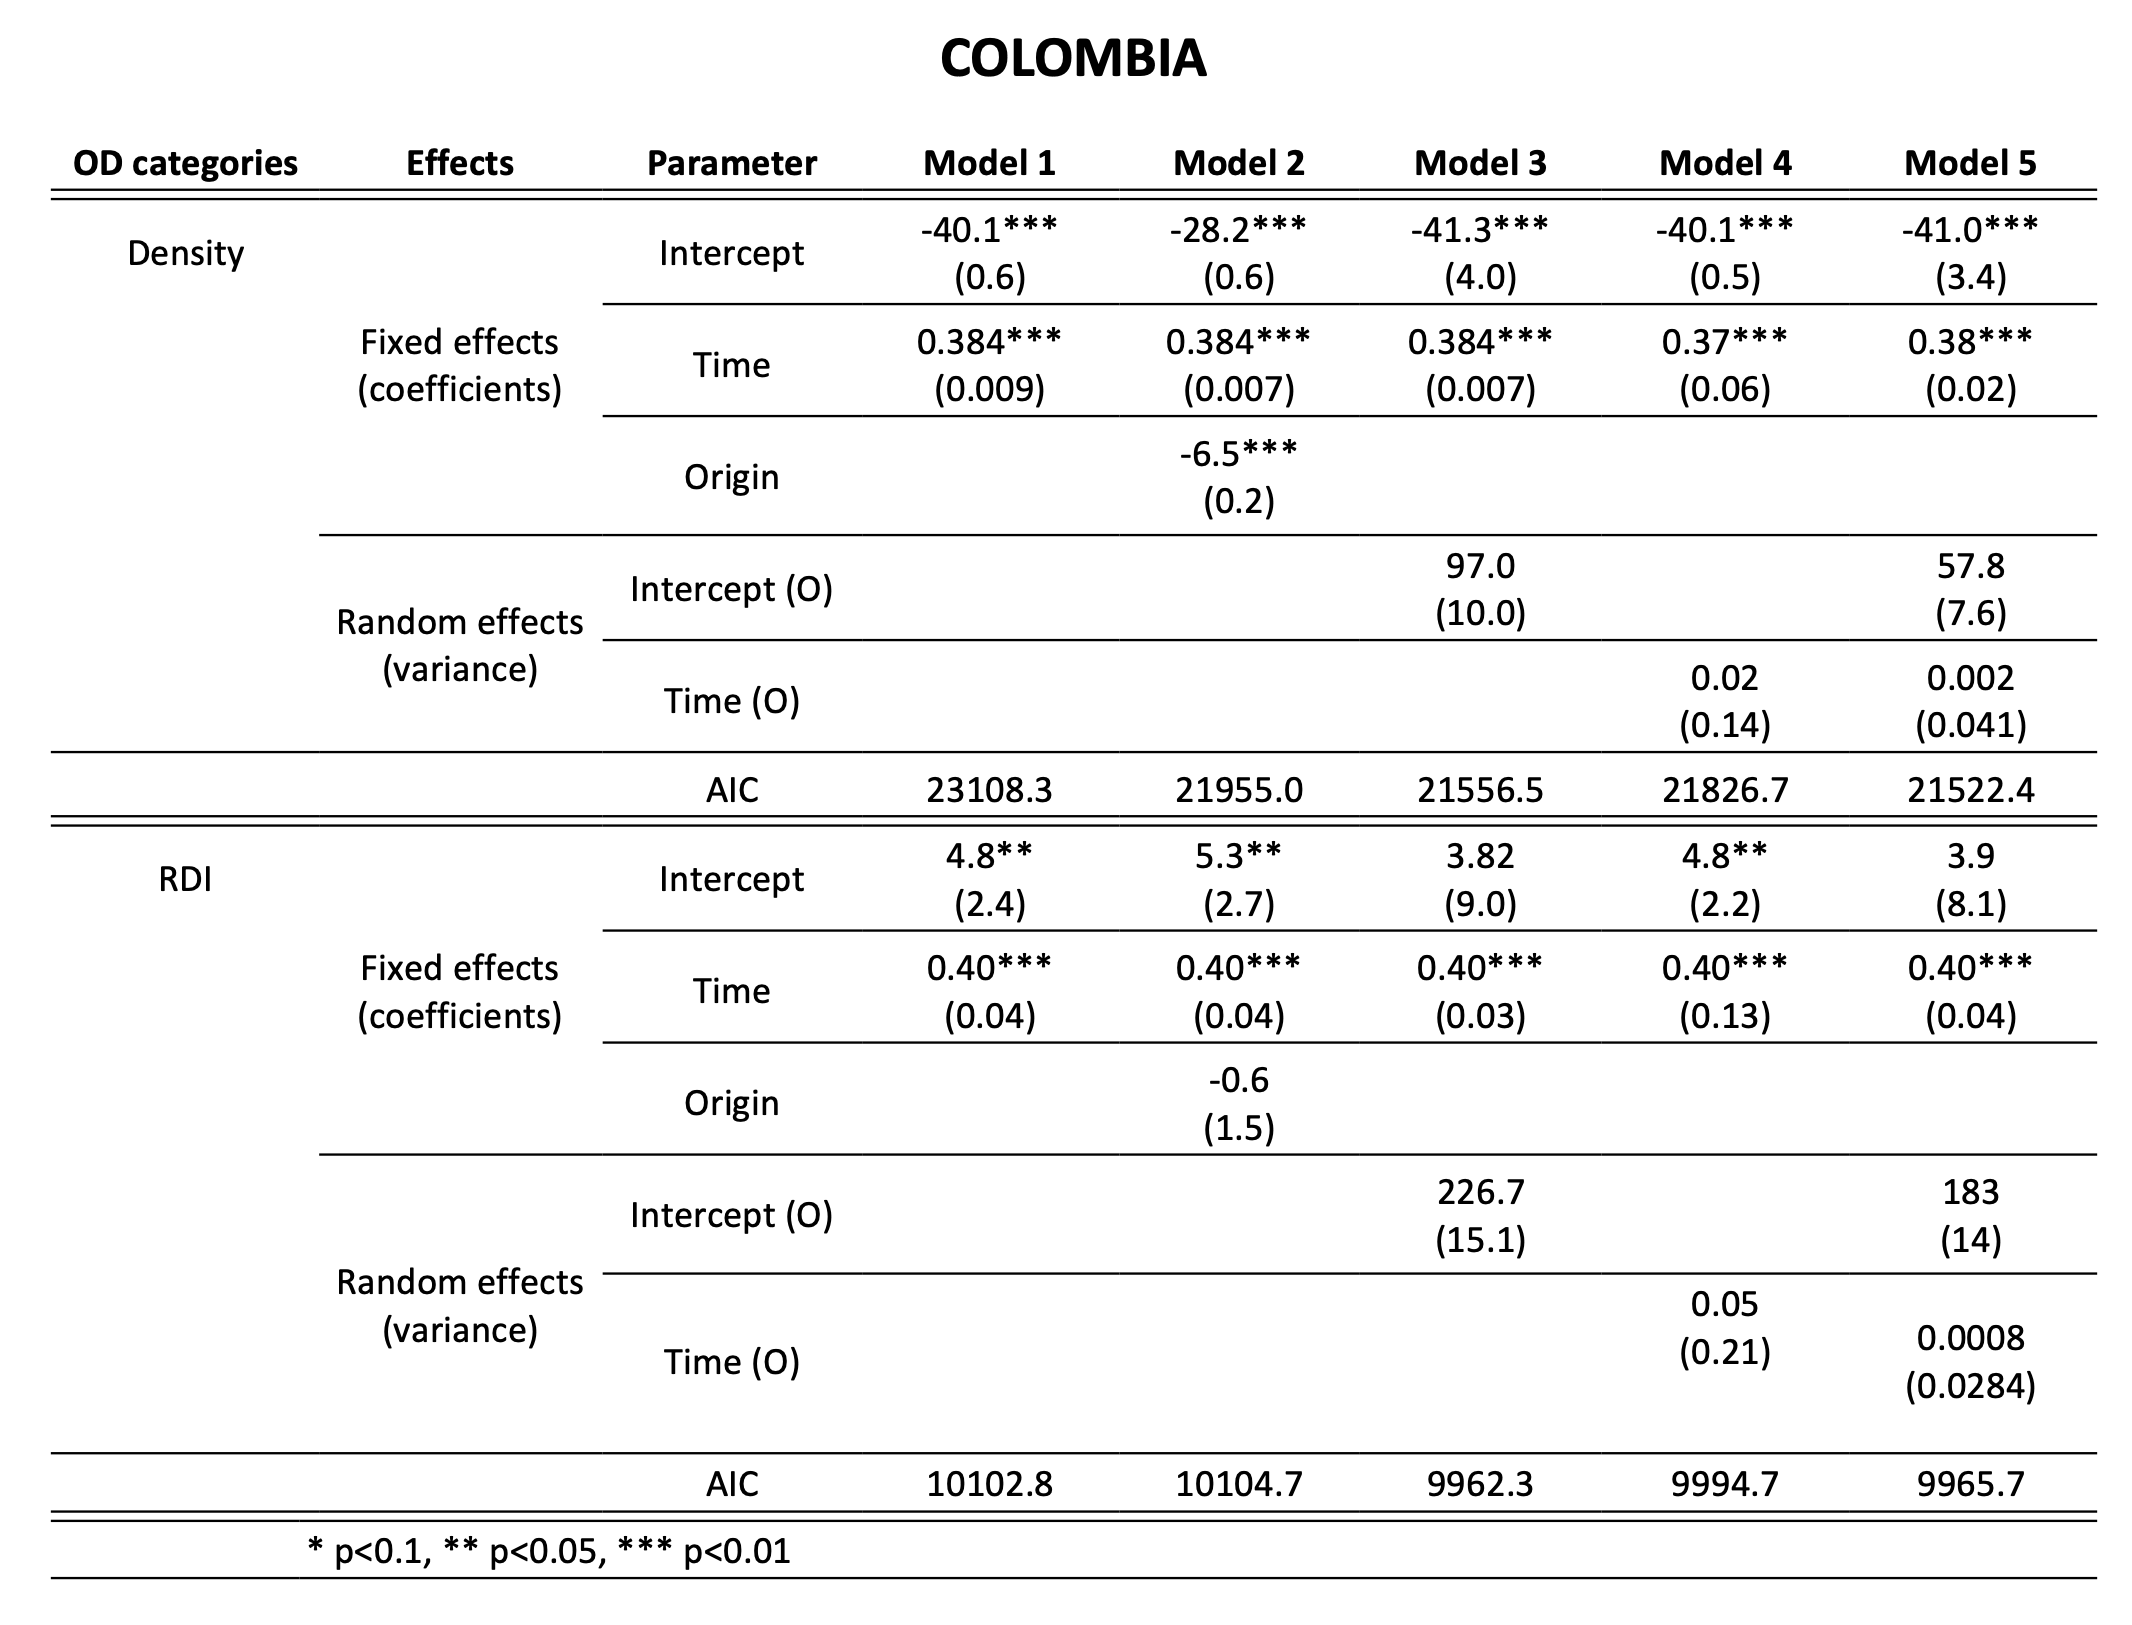 COLOMBIA
OD categories Effects Parameter Model 1 Model 2 Model 3 Model 4 Model 5
Density
Fixed effects
(coefficients)
Intercept
-40.1*** -28.2*** -41.3*** -40.1*** -41.0***
(0.6) (0.6) (4.0) (0.5) (3.4)
Time
0.384*** 0.384*** 0.384*** 0.37*** 0.38***
(0.009) (0.007) (0.007) (0.06) (0.02)
Origin
-6.5***
(0.2)
Random effects
(variance)
Intercept (O)
97.0 57.8
(10.0) (7.6)
Time (O)
0.02 0.002
(0.14) (0.041)
AIC 23108.3 21955.0 21556.5 21826.7 21522.4
RDI
Fixed effects
(coefficients)
Intercept
4.8** 5.3** 3.82 4.8** 3.9
(2.4) (2.7) (9.0) (2.2) (8.1)
Time
0.40*** 0.40*** 0.40*** 0.40*** 0.40***
(0.04) (0.04) (0.03) (0.13) (0.04)
Origin
-0.6
(1.5)
Random effects
(variance)
Intercept (O)
226.7 183
(15.1) (14)
Time (O)
0.05 0.0008
(0.21) (0.0284)
AIC 10102.8 10104.7 9962.3 9994.7 9965.7
* p<0.1, ** p<0.05, *** p<0.01